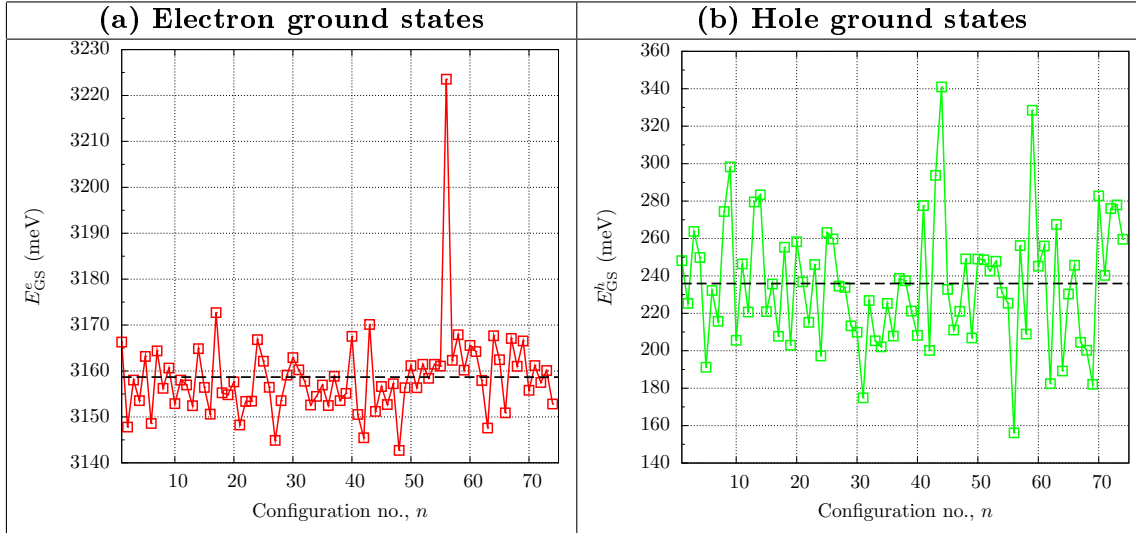 (a) Electron ground states
(b) Hole ground states
3230
3220
3210
3200
3190
3180
3170
3160
3150
3140
E^e_GS (meV)
10 20 30 40 50 60 70
Configuration no., n
360
340
320
300
280
260
240
220
200
180
160
140
E^h_GS (meV)
10 20 30 40 50 60 70
Configuration no., n